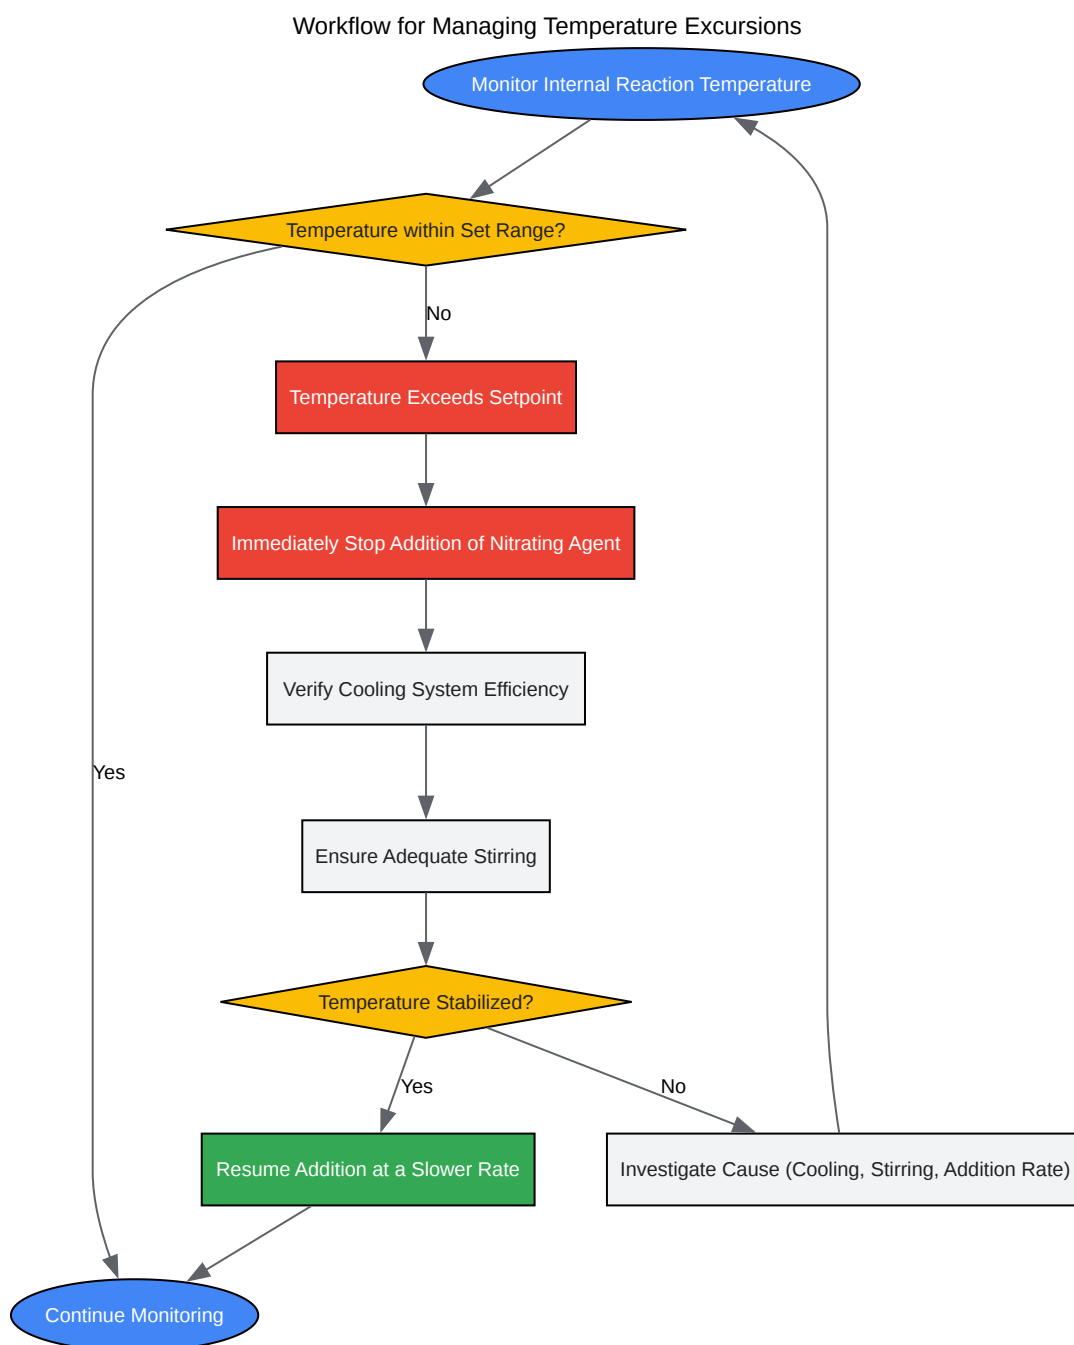 Workflow for Managing Temperature Excursions
Monitor Internal Reaction Temperature
Temperature within Set Range?
No
Temperature Exceeds Setpoint
Immediately Stop Addition of Nitrating Agent
Verify Cooling System Efficiency
Yes
Ensure Adequate Stirring
Temperature Stabilized?
Yes
No
Resume Addition at a Slower Rate
Investigate Cause (Cooling, Stirring, Addition Rate)
Continue Monitoring